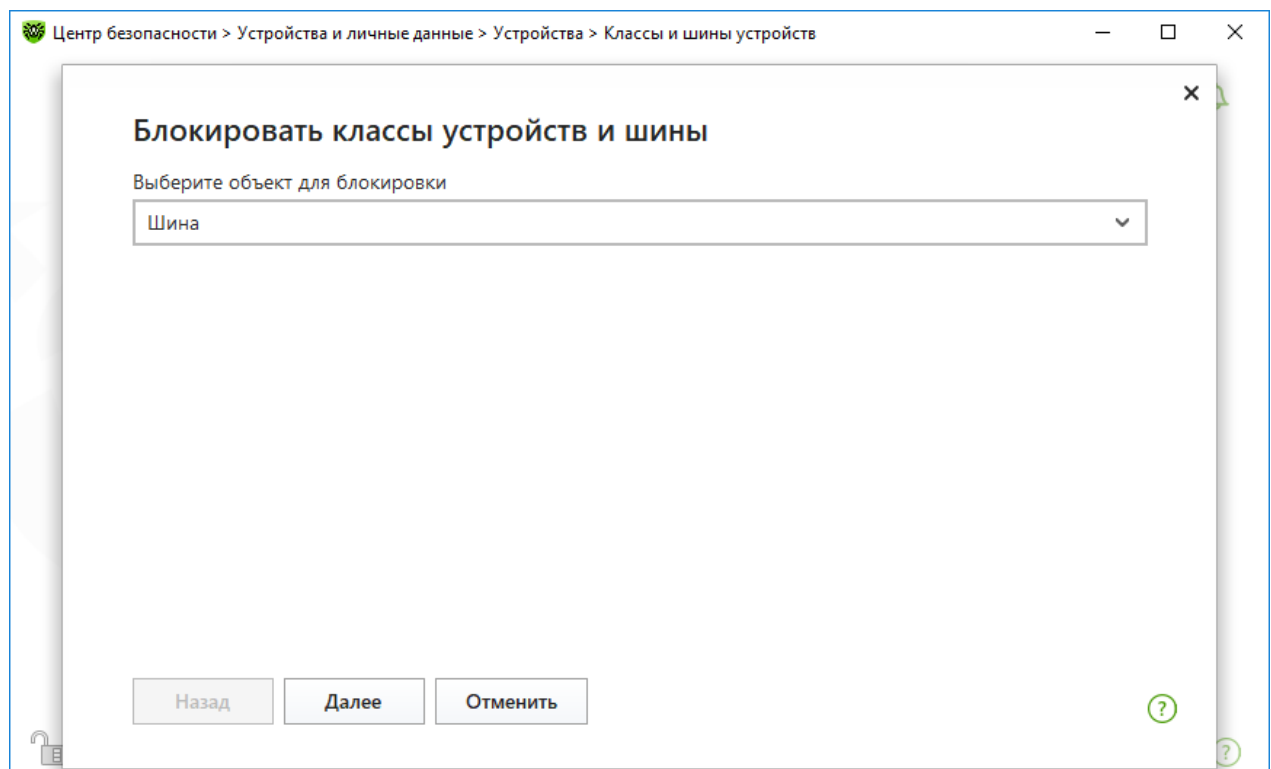 Центр безопасности > Устройства и личные данные > Устройства > Классы и шины устройств
Блокировать классы устройств и шины
Выберите объект для блокировки
Шина
Назад Далее Отменить
?
?